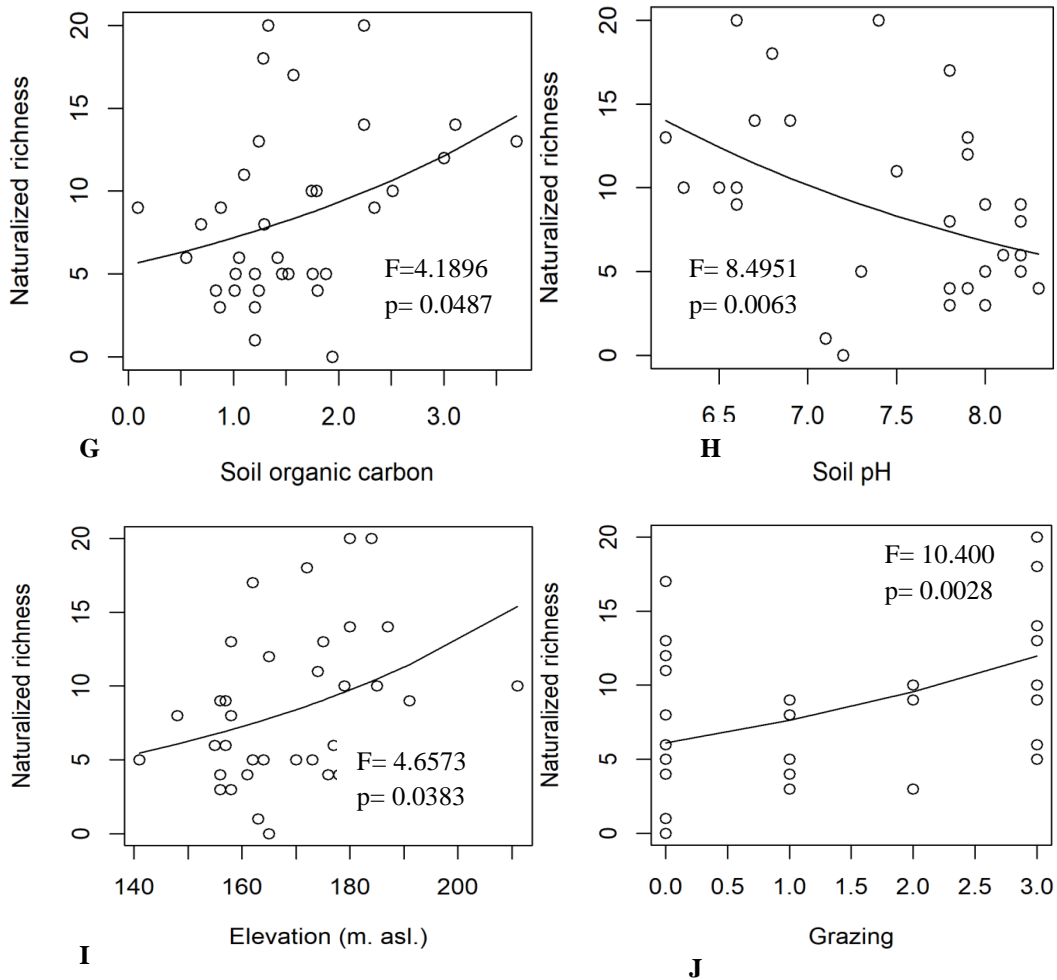 Naturalized richness
20
15
10
5
0
F=4.1896
p= 0.0487
0.0 1.0 2.0 3.0
G
Soil organic carbon
Naturalized richness
20
15
10
5
0
F= 8.4951
p= 0.0063
6.5 7.0 7.5 8.0
H
Soil pH
Naturalized richness
20
15
10
5
0
F= 4.6573
p= 0.0383
140 160 180 200
Elevation (m. asl.)
I
Naturalized richness
20
15
10
5
0
F= 10.400
p= 0.0028
0.0 0.5 1.0 1.5 2.0 2.5 3.0
Grazing
J